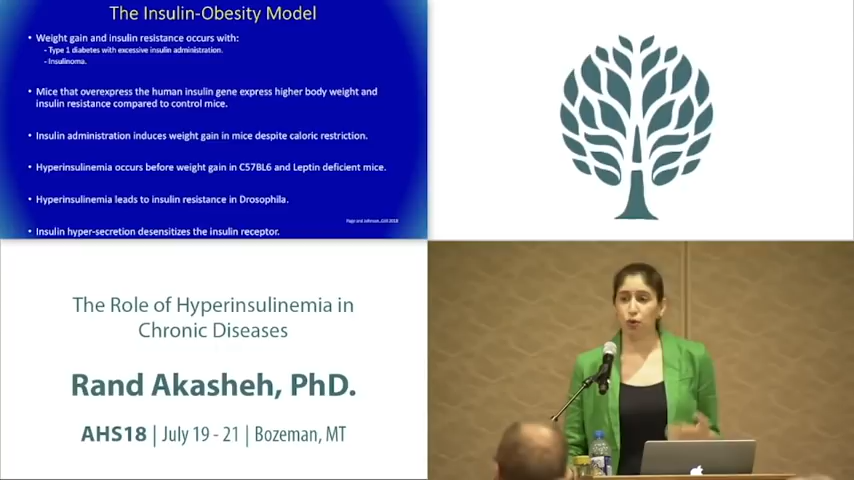 The Insulin-Obesity Model
• Weight gain and insulin resistance occurs with:
- Type 1 diabetes with excessive insulin administration.
- Insulinoma.
• Mice that overexpress the human insulin gene express higher body weight and
insulin resistance compared to control mice.
• Insulin administration induces weight gain in mice despite caloric restriction.
• Hyperinsulinemia occurs before weight gain in C57BL6 and Leptin deficient mice.
• Hyperinsulinemia leads to insulin resistance in Drosophila.
• Insulin hyper-secretion desensitizes the insulin receptor.
The Role of Hyperinsulinemia in
Chronic Diseases
Rand Akasheh, PhD.
AHS18 | July 19 - 21 | Bozeman, MT